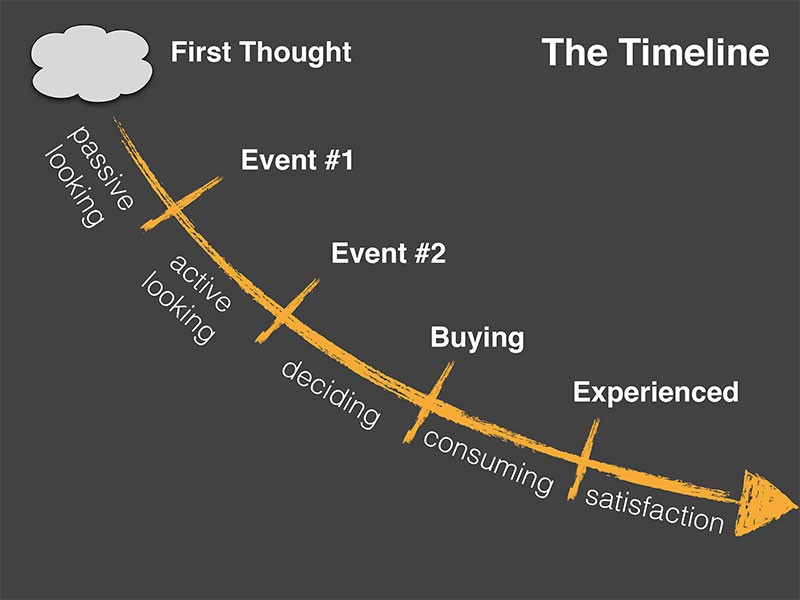 First Thought
The Timeline
passive
looking
Event #1
active
looking
Event #2
deciding
Buying
consuming
Experienced
satisfaction